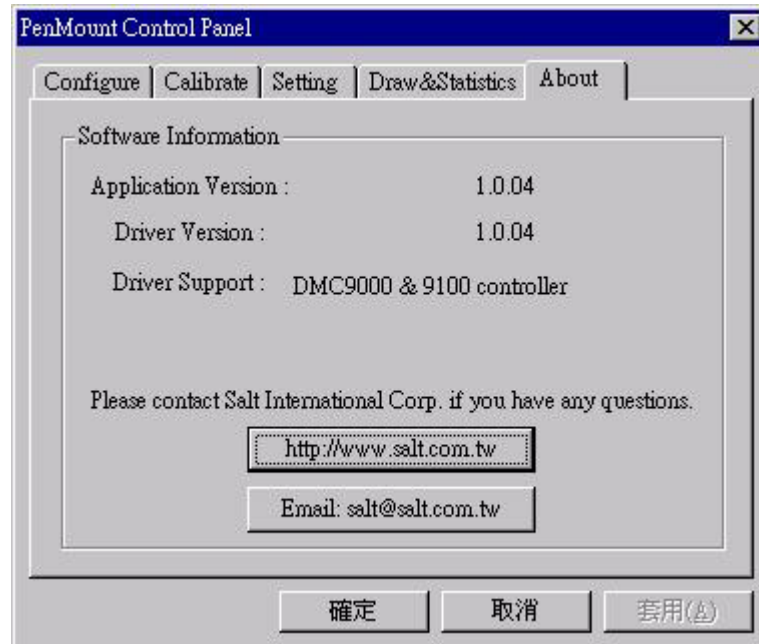 PenMount Control Panel
Configure Calibrate Setting Draw&Statistics About
Software Information
Application Version : 1.0.04
Driver Version : 1.0.04
Driver Support : DMC9000 & 9100 controller
Please contact Salt International Corp. if you have any questions.
http://www.salt.com.tw
Email: salt@salt.com.tw
確定 取消 套用(A)